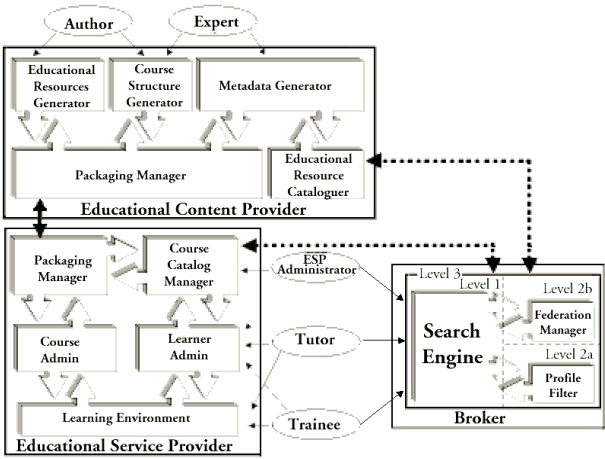 Author
Expert
Educational
Resources
Generator
Course
Structure
Generator
Metadata Generator
Packaging Manager
Educational
Resource
Cataloguer
Educational Content Provider
Packaging
Manager
Course
Catalog
Manager
ESP
Administrator
Course
Admin
Learner
Admin
Tutor
Learning Environment
Trainee
Educational Service Provider
Level 3
Level 1
Level 2b
Search
Engine
Federation
Manager
Level 2a
Profile
Filter
Broker